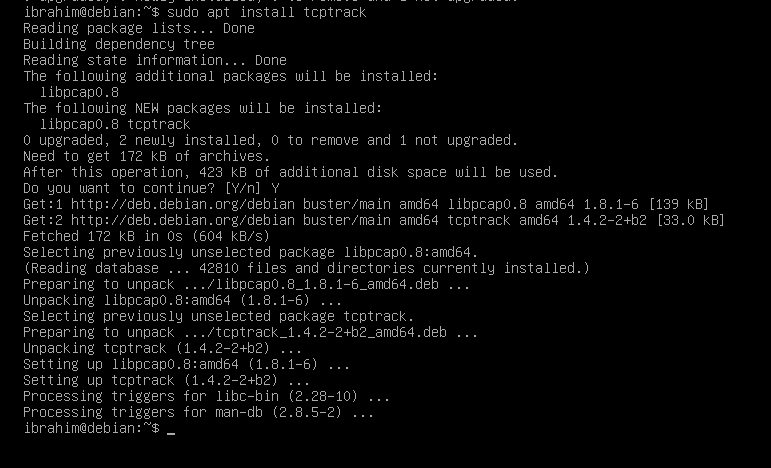 ibrahim@debian:~$ sudo apt install tcptrack
Reading package lists... Done
Building dependency tree
Reading state information... Done
The following additional packages will be installed:
  libpcap0.8
The following NEW packages will be installed:
  libpcap0.8 tcptrack
0 upgraded, 2 newly installed, 0 to remove and 1 not upgraded.
Need to get 172 kB of archives.
After this operation, 423 kB of additional disk space will be used.
Do you want to continue? [Y/n] Y
Get:1 http://deb.debian.org/debian buster/main amd64 libpcap0.8 amd64 1.8.1-6 [139 kB]
Get:2 http://deb.debian.org/debian buster/main amd64 tcptrack amd64 1.4.2-2+b2 [33.0 kB]
Fetched 172 kB in 0s (604 kB/s)
Selecting previously unselected package libpcap0.8:amd64.
(Reading database ... 42810 files and directories currently installed.)
Preparing to unpack .../libpcap0.8_1.8.1-6_amd64.deb ...
Unpacking libpcap0.8:amd64 (1.8.1-6) ...
Selecting previously unselected package tcptrack.
Preparing to unpack .../tcptrack_1.4.2-2+b2_amd64.deb ...
Unpacking tcptrack (1.4.2-2+b2) ...
Setting up libpcap0.8:amd64 (1.8.1-6) ...
Setting up tcptrack (1.4.2-2+b2) ...
Processing triggers for libc-bin (2.28-10) ...
Processing triggers for man-db (2.8.5-2) ...
ibrahim@debian:~$ _